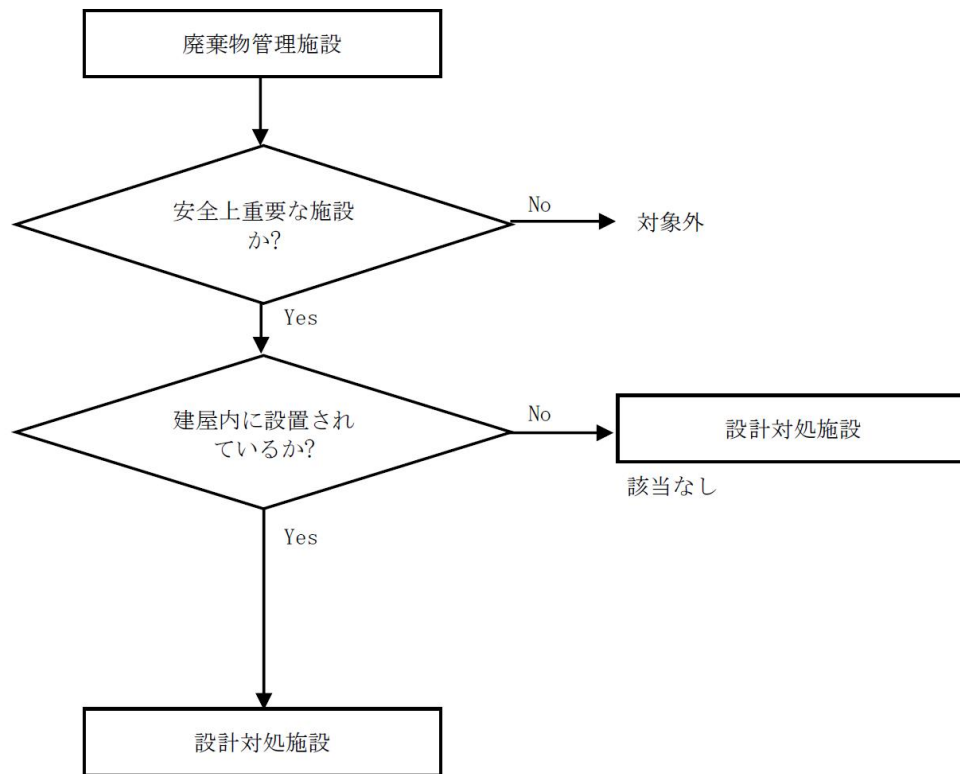 廃棄物管理施設
安全上重要な施設
か?
No
対象外
Yes
建屋内に設置され
ているか?
No
設計対処施設
該当なし
Yes
設計対処施設